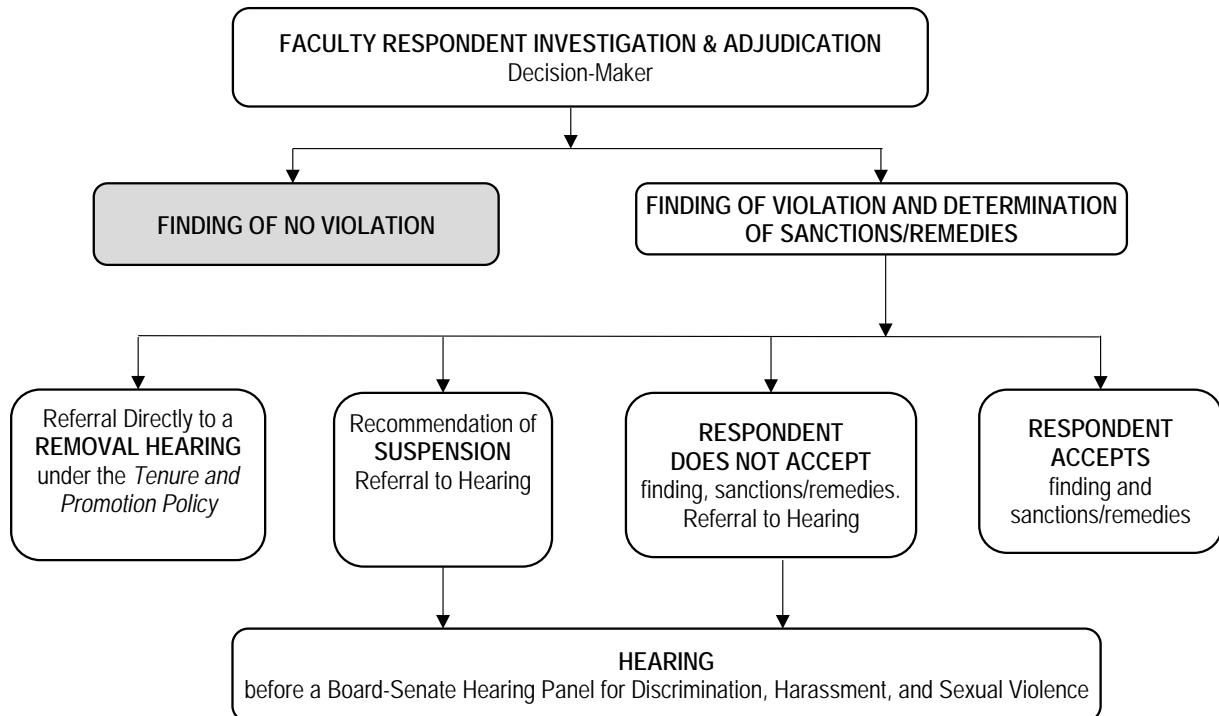 FACULTY RESPONDENT INVESTIGATION & ADJUDICATION
Decision-Maker
FINDING OF NO VIOLATION
FINDING OF VIOLATION AND DETERMINATION
OF SANCTIONS/REMEDIES
Referral Directly to a
REMOVAL HEARING
under the Tenure and
Promotion Policy
Recommendation of
SUSPENSION
Referral to Hearing
RESPONDENT
DOES NOT ACCEPT
finding, sanctions/remedies.
Referral to Hearing
RESPONDENT
ACCEPTS
finding and
sanctions/remedies
HEARING
before a Board-Senate Hearing Panel for Discrimination, Harassment, and Sexual Violence